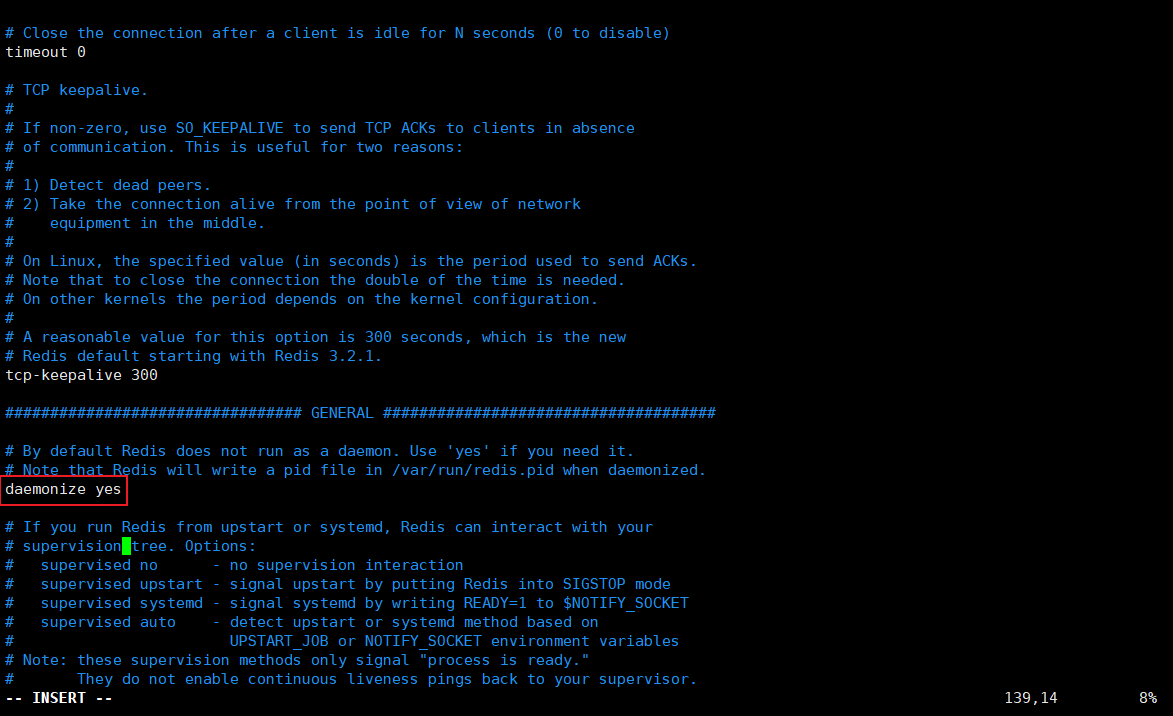 # Close the connection after a client is idle for N seconds (0 to disable)
timeout 0
# TCP keepalive.
#
# If non-zero, use SO_KEEPALIVE to send TCP ACKs to clients in absence
# of communication. This is useful for two reasons:
#
# 1) Detect dead peers.
# 2) Take the connection alive from the point of view of network
#    equipment in the middle.
#
# On Linux, the specified value (in seconds) is the period used to send ACKs.
# Note that to close the connection the double of the time is needed.
# On other kernels the period depends on the kernel configuration.
#
# A reasonable value for this option is 300 seconds, which is the new
# Redis default starting with Redis 3.2.1.
tcp-keepalive 300
################################# GENERAL #####################################
# By default Redis does not run as a daemon. Use 'yes' if you need it.
# Note that Redis will write a pid file in /var/run/redis.pid when daemonized.
daemonize yes
# If you run Redis from upstart or systemd, Redis can interact with your
# supervision tree. Options:
#   supervised no      - no supervision interaction
#   supervised upstart - signal upstart by putting Redis into SIGSTOP mode
#   supervised systemd - signal systemd by writing READY=1 to $NOTIFY_SOCKET
#   supervised auto    - detect upstart or systemd method based on
#                        UPSTART_JOB or NOTIFY_SOCKET environment variables
# Note: these supervision methods only signal "process is ready."
#       They do not enable continuous liveness pings back to your supervisor.
-- INSERT -- 139,14 8%